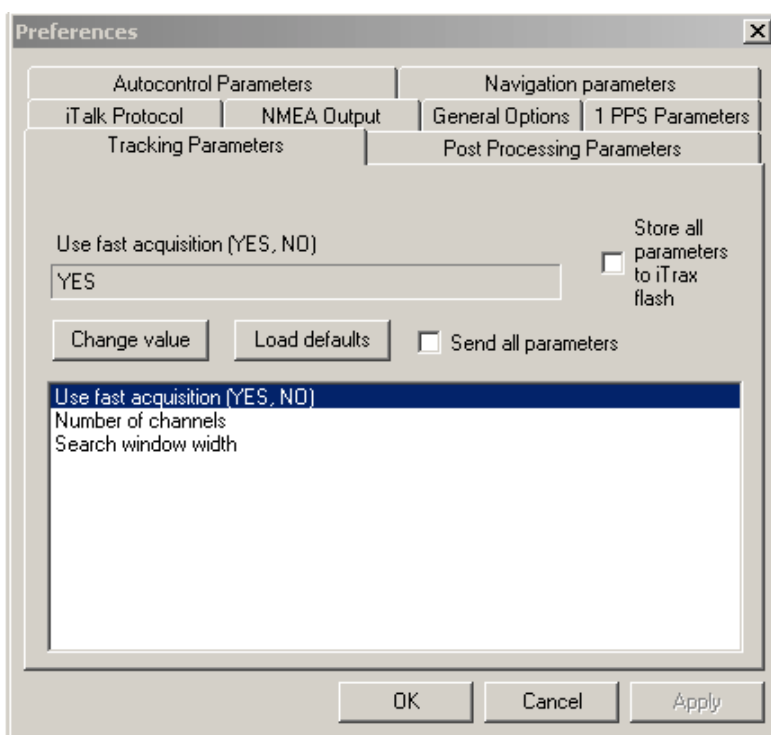 Preferences
Autocontrol Parameters
Navigation parameters
iTalk Protocol
NMEA Output
General Options
1 PPS Parameters
Tracking Parameters
Post Processing Parameters
Use fast acquisition (YES, NO)
YES
Store all
parameters
to iTrax
flash
Change value
Load defaults
Send all parameters
Use fast acquisition (YES, NO)
Number of channels
Search window width
OK
Cancel
Apply